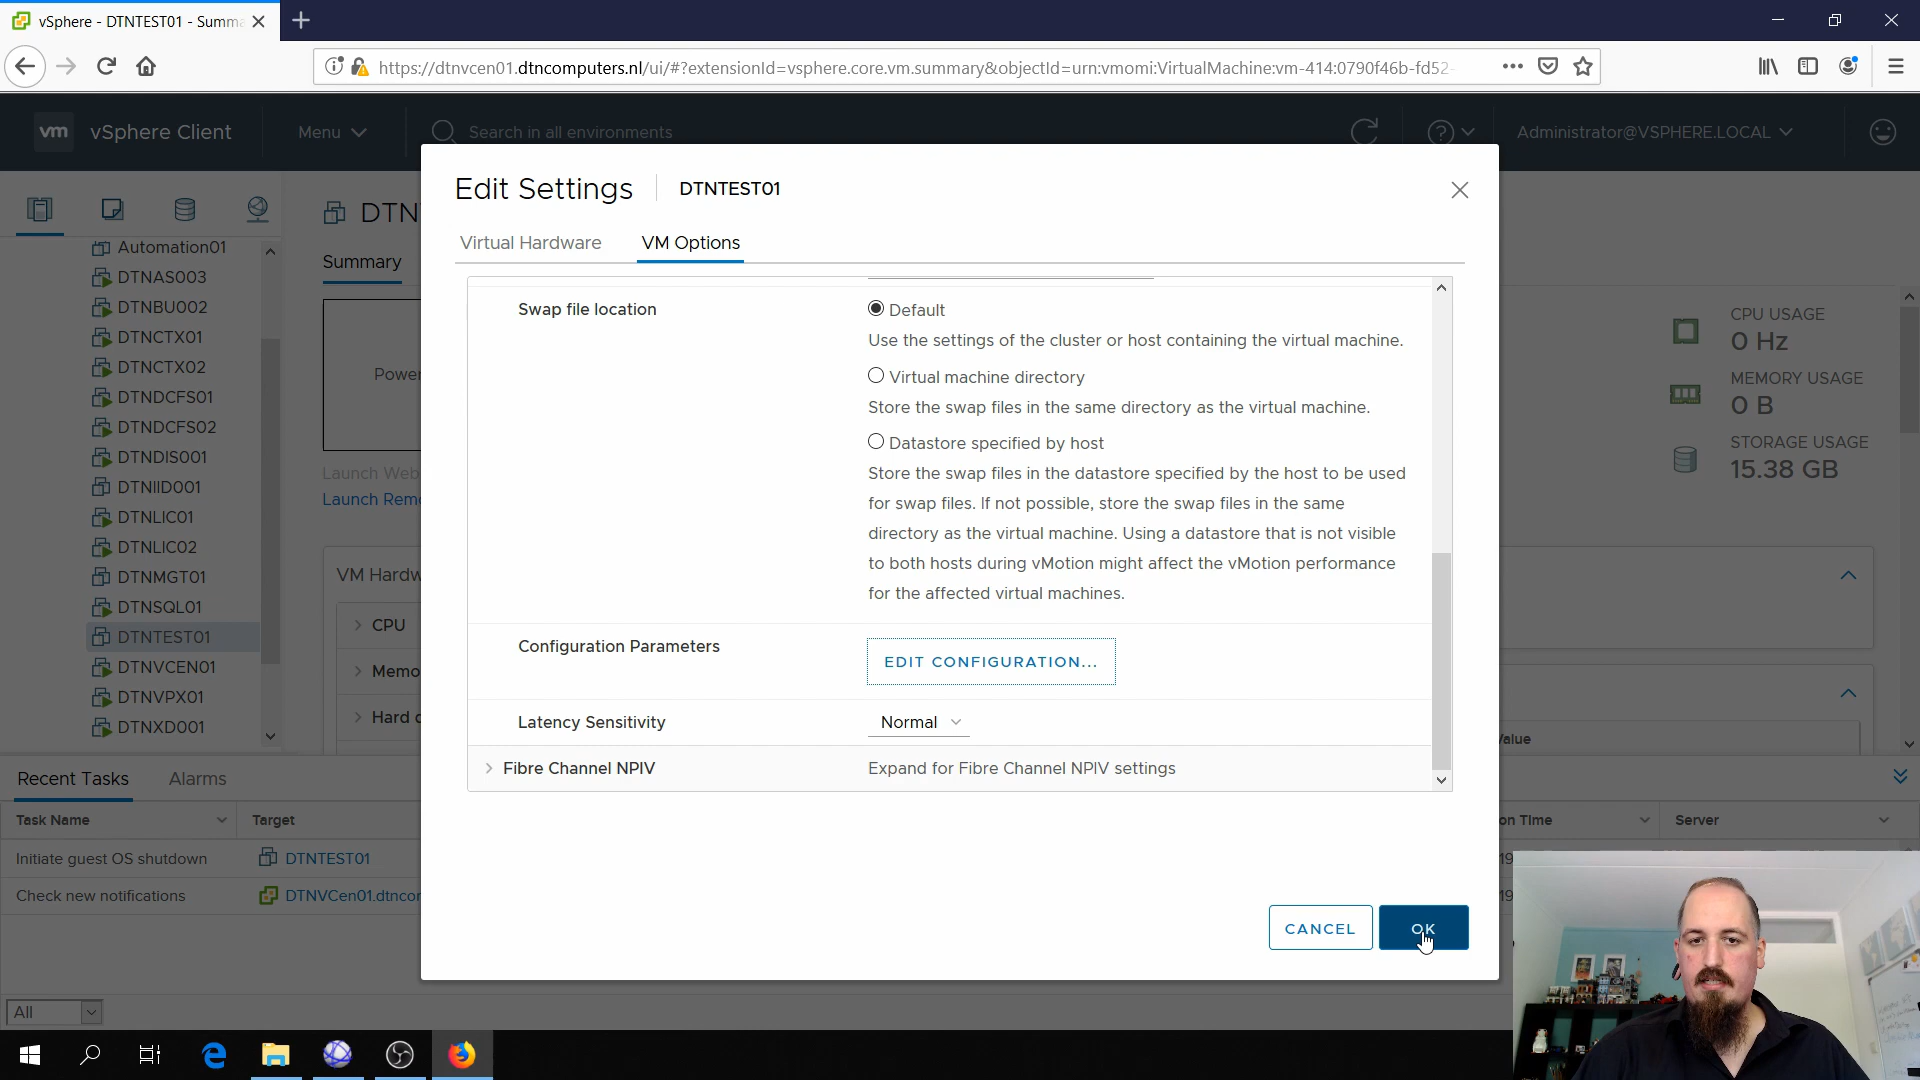 vSphere - DTNTEST01 - Summa
https://dtnvcen01.dtncomputers.nl/ui/#?extensionId=vsphere.core.vm.summary&objectId=urn:vmomi:VirtualMachine:vm-414:0790f46b-fd52-
vm vSphere Client Menu Search in all environments Administrator@VSPHERE.LOCAL
Edit Settings DTNTEST01
Virtual Hardware VM Options
Swap file location
Default
Use the settings of the cluster or host containing the virtual machine.
Virtual machine directory
Store the swap files in the same directory as the virtual machine.
Datastore specified by host
Store the swap files in the datastore specified by the host to be used
for swap files. If not possible, store the swap files in the same
directory as the virtual machine. Using a datastore that is not visible
to both hosts during vMotion might affect the vMotion performance
for the affected virtual machines.
Configuration Parameters
EDIT CONFIGURATION...
Latency Sensitivity Normal
Fibre Channel NPIV Expand for Fibre Channel NPIV settings
CANCEL OK
Automation01
DTNAS003
DTNBU002
DTNCTX01
DTNCTX02
DTNDCFS01
DTNDCFS02
DTNDIS001
DTNIID001
DTNLIC01
DTNLIC02
DTNMGT01
DTNSQL01
DTNTEST01
DTNVCEN01
DTNVPX01
DTNXD001
DTN
Summary
Power
Launch Web
Launch Rem
VM Hardw
CPU
Memo
Hard
CPU USAGE
0 Hz
MEMORY USAGE
0 B
STORAGE USAGE
15.38 GB
Value
Recent Tasks Alarms
Task Name Target on Time Server
Initiate guest OS shutdown DTNTEST01 19
Check new notifications DTNVCen01.dtncor 19
All